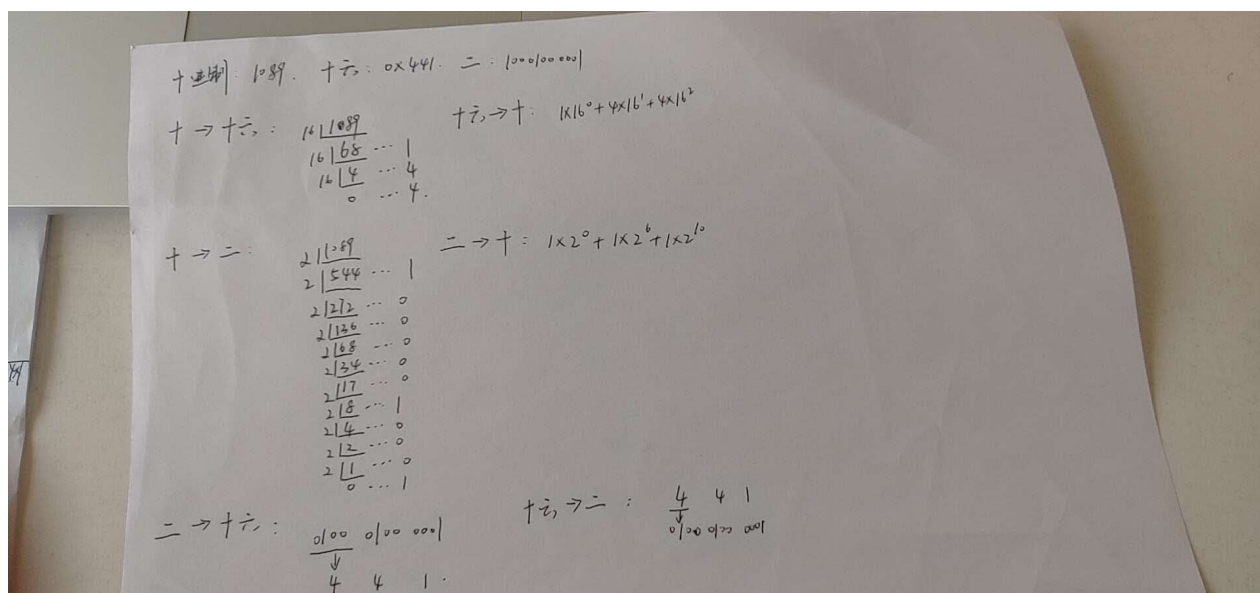 十进制: 1089. 十六: 0x441. 二: 10001000001
十→十六: 16 1089
16 68 … 1
16 4 … 4
0 … 4.
十六→十: 1×16⁰+4×16¹+4×16²
十→二: 2 1089
2 544 … 1
2 272 … 0
2 136 … 0
2 68 … 0
2 34 … 0
2 17 … 0
2 8 … 1
2 4 … 0
2 2 … 0
2 1 … 0
0 … 1
二→十: 1×2⁰+1×2⁶+1×2¹⁰
二→十六: 0100 0100 0001
↓
4 4 1.
十六→二: 4 4 1
↓
0100 0100 0001